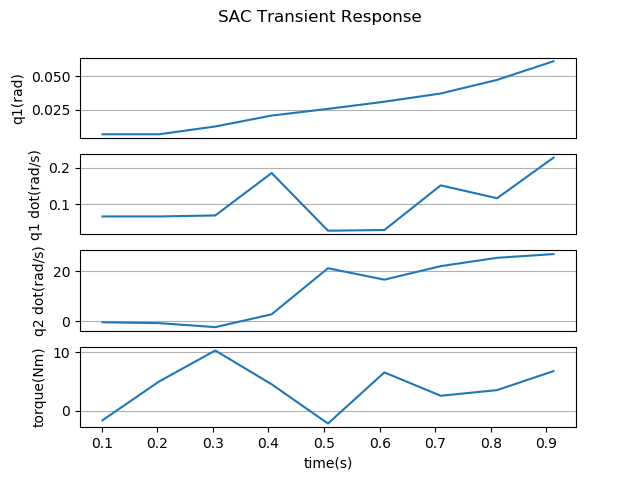 SAC Transient Response
q1(rad)
0.050
0.025
q1 dot(rad/s)
0.2
0.1
q2 dot(rad/s)
20
0
torque(Nm)
10
0
0.1 0.2 0.3 0.4 0.5 0.6 0.7 0.8 0.9
time(s)